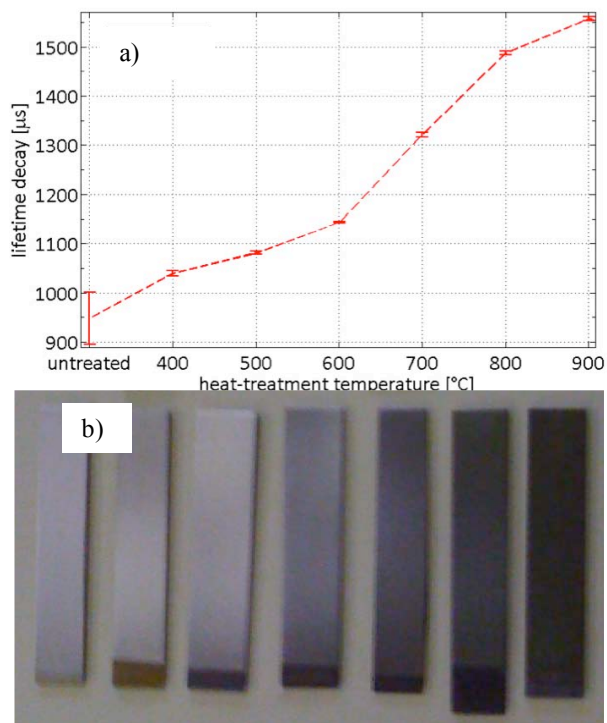 a)
1500
1400
1300
1200
1100
1000
900
lifetime decay [µs]
untreated 400 500 600 700 800 900
heat-treatment temperature [°C]
b)